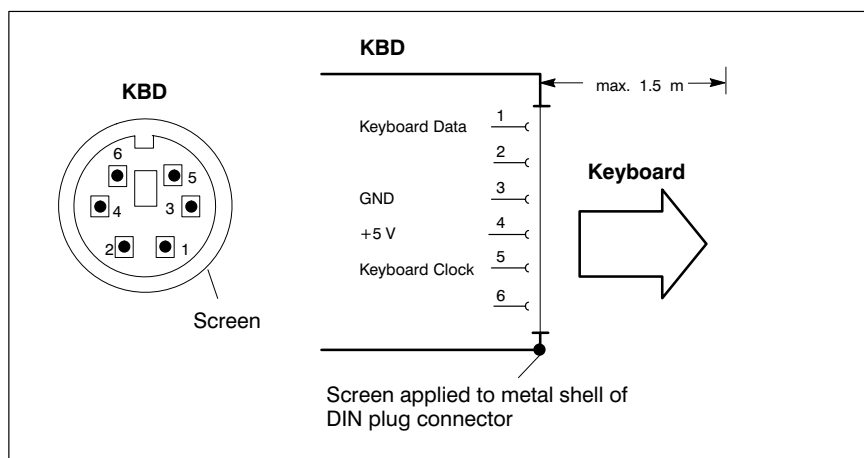 KBD
KBD
max. 1.5 m
6
5
4
3
2
1
Screen
Keyboard Data
1
2
GND
3
+5 V
4
Keyboard Clock
5
6
Keyboard
Screen applied to metal shell of
DIN plug connector